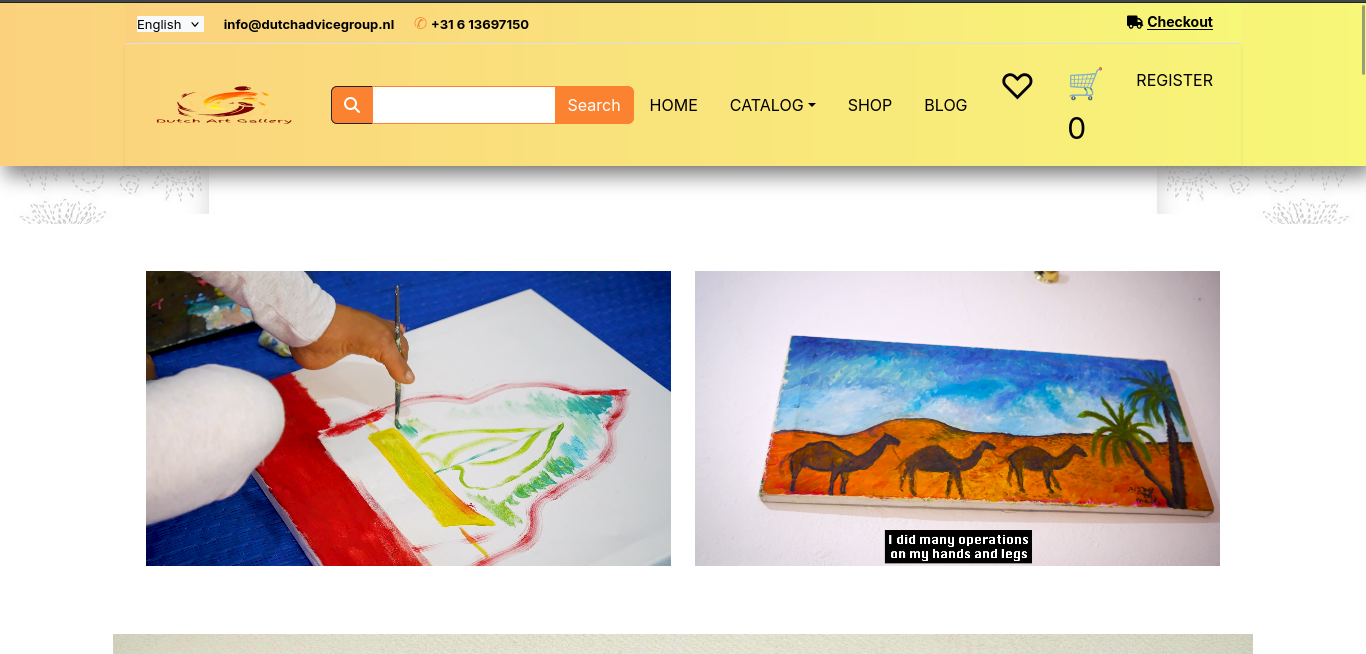 English
info@dutchadvicegroup.nl
+31 6 13697150
Checkout
Dutch Art Gallery
Search
HOME
CATALOG
SHOP
BLOG
0
REGISTER
I did many operations
on my hands and legs